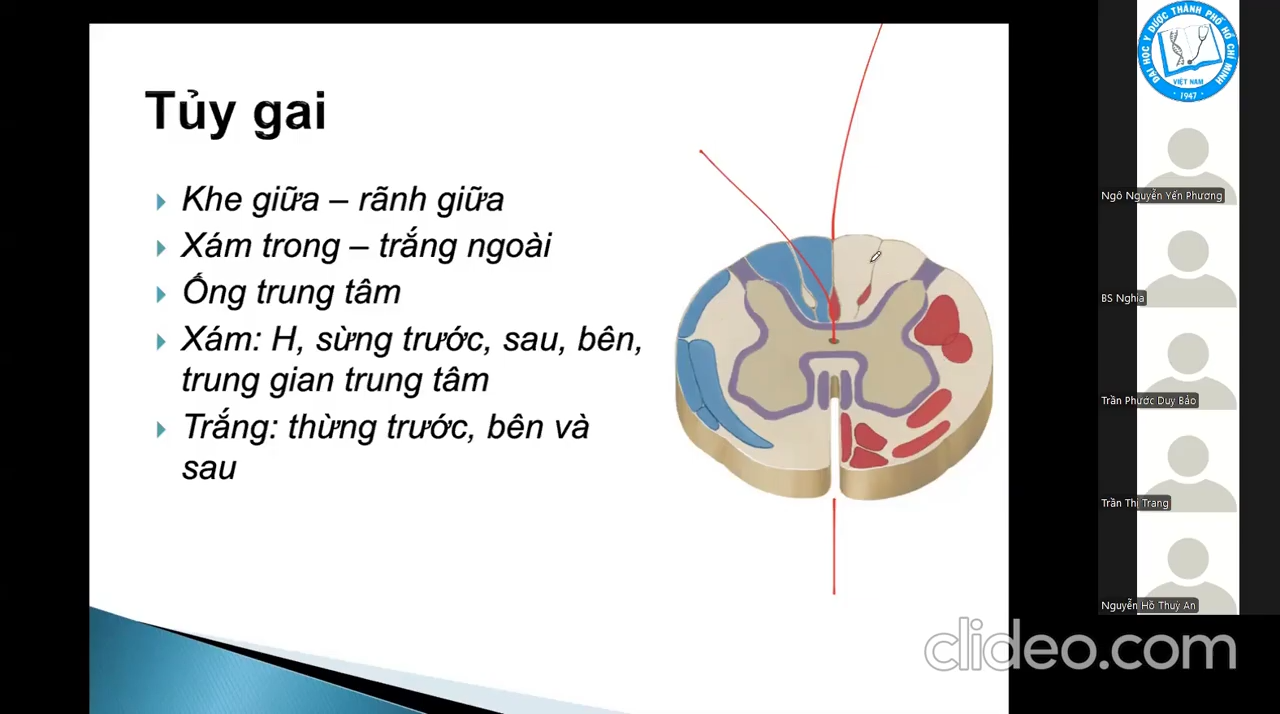 Tủy gai
Khe giữa – rãnh giữa
Xám trong – trắng ngoài
Ống trung tâm
Xám: H, sừng trước, sau, bên,
trung gian trung tâm
Trắng: thừng trước, bên và
sau
ĐẠI HỌC Y DƯỢC THÀNH PHỐ HỒ CHÍ MINH
VIỆT NAM
1947
Ngô Nguyễn Yến Phương
BS Nghia
Trần Phước Duy Bảo
Trần Thị Trang
Nguyễn Hồ Thuỳ An
clideo.com